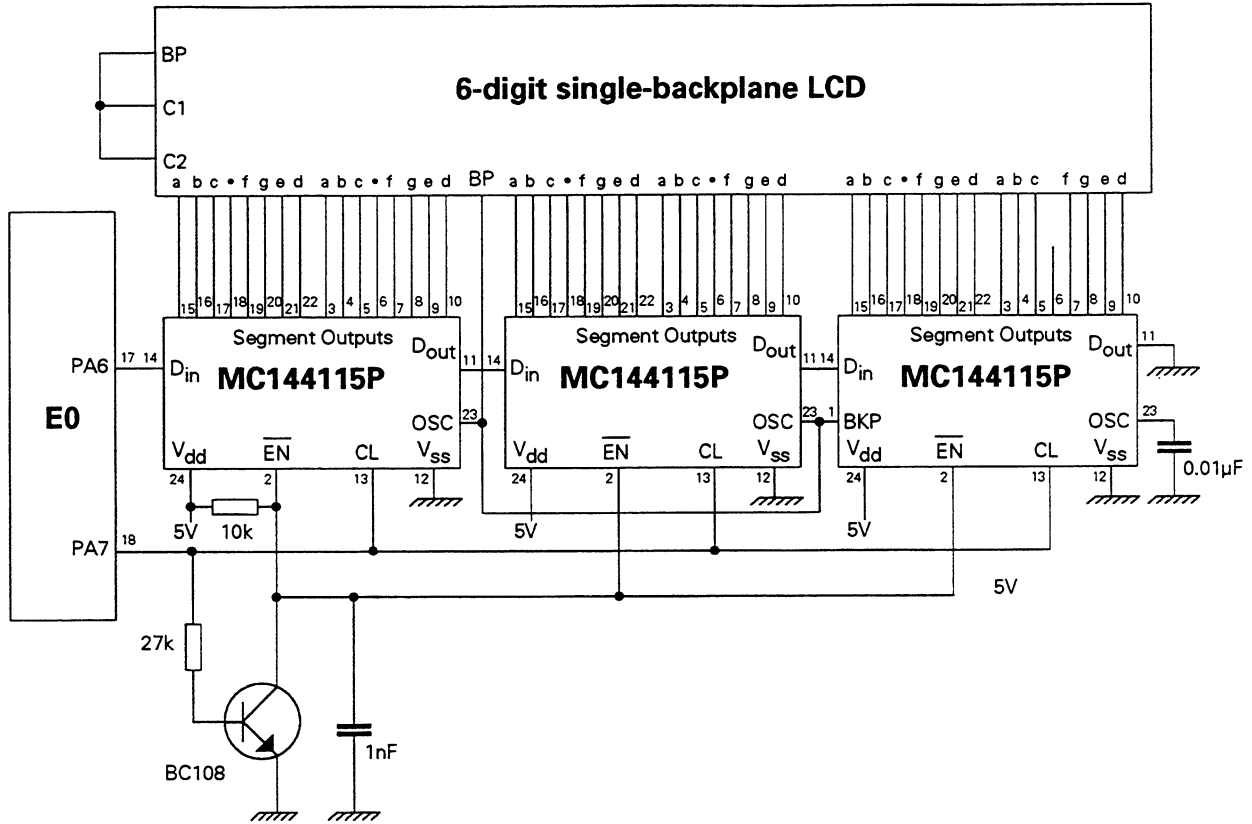 BP
C1
C2
6-digit single-backplane LCD
a b c • f g e d a b c • f g e d BP a b c • f g e d a b c • f g e d a b c • f g e d a b c f g e d
15 16 17 18 19 20 21 22 3 4 5 6 7 8 9 10 15 16 17 18 19 20 21 22 3 4 5 6 7 8 9 10 15 16 17 18 19 20 21 22 3 4 5 6 7 8 9 10
Segment Outputs Segment Outputs Segment Outputs
PA6 17 14 Din MC144115P Dout 11 14 Din MC144115P Dout 11 14 Din MC144115P Dout 11
E0
OSC 23 OSC 23 1 BKP OSC 23
Vdd EN CL Vss Vdd EN CL Vss Vdd EN CL Vss
0.01µF
24 2 13 12 24 2 13 12 24 2 13 12
5V 10k 5V 5V
PA7 18
5V
27k
BC108
1nF